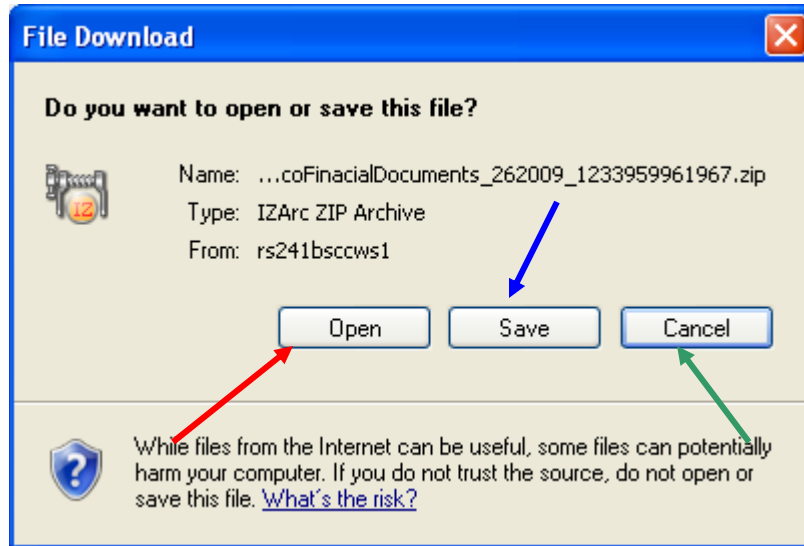 File Download
Do you want to open or save this file?
Name: ...coFinacialDocuments_262009_1233959961967.zip
IZ
Type: IZArc ZIP Archive
From: rs241bsccws1
Open Save Cancel
While files from the Internet can be useful, some files can potentially
harm your computer. If you do not trust the source, do not open or
save this file. What's the risk?